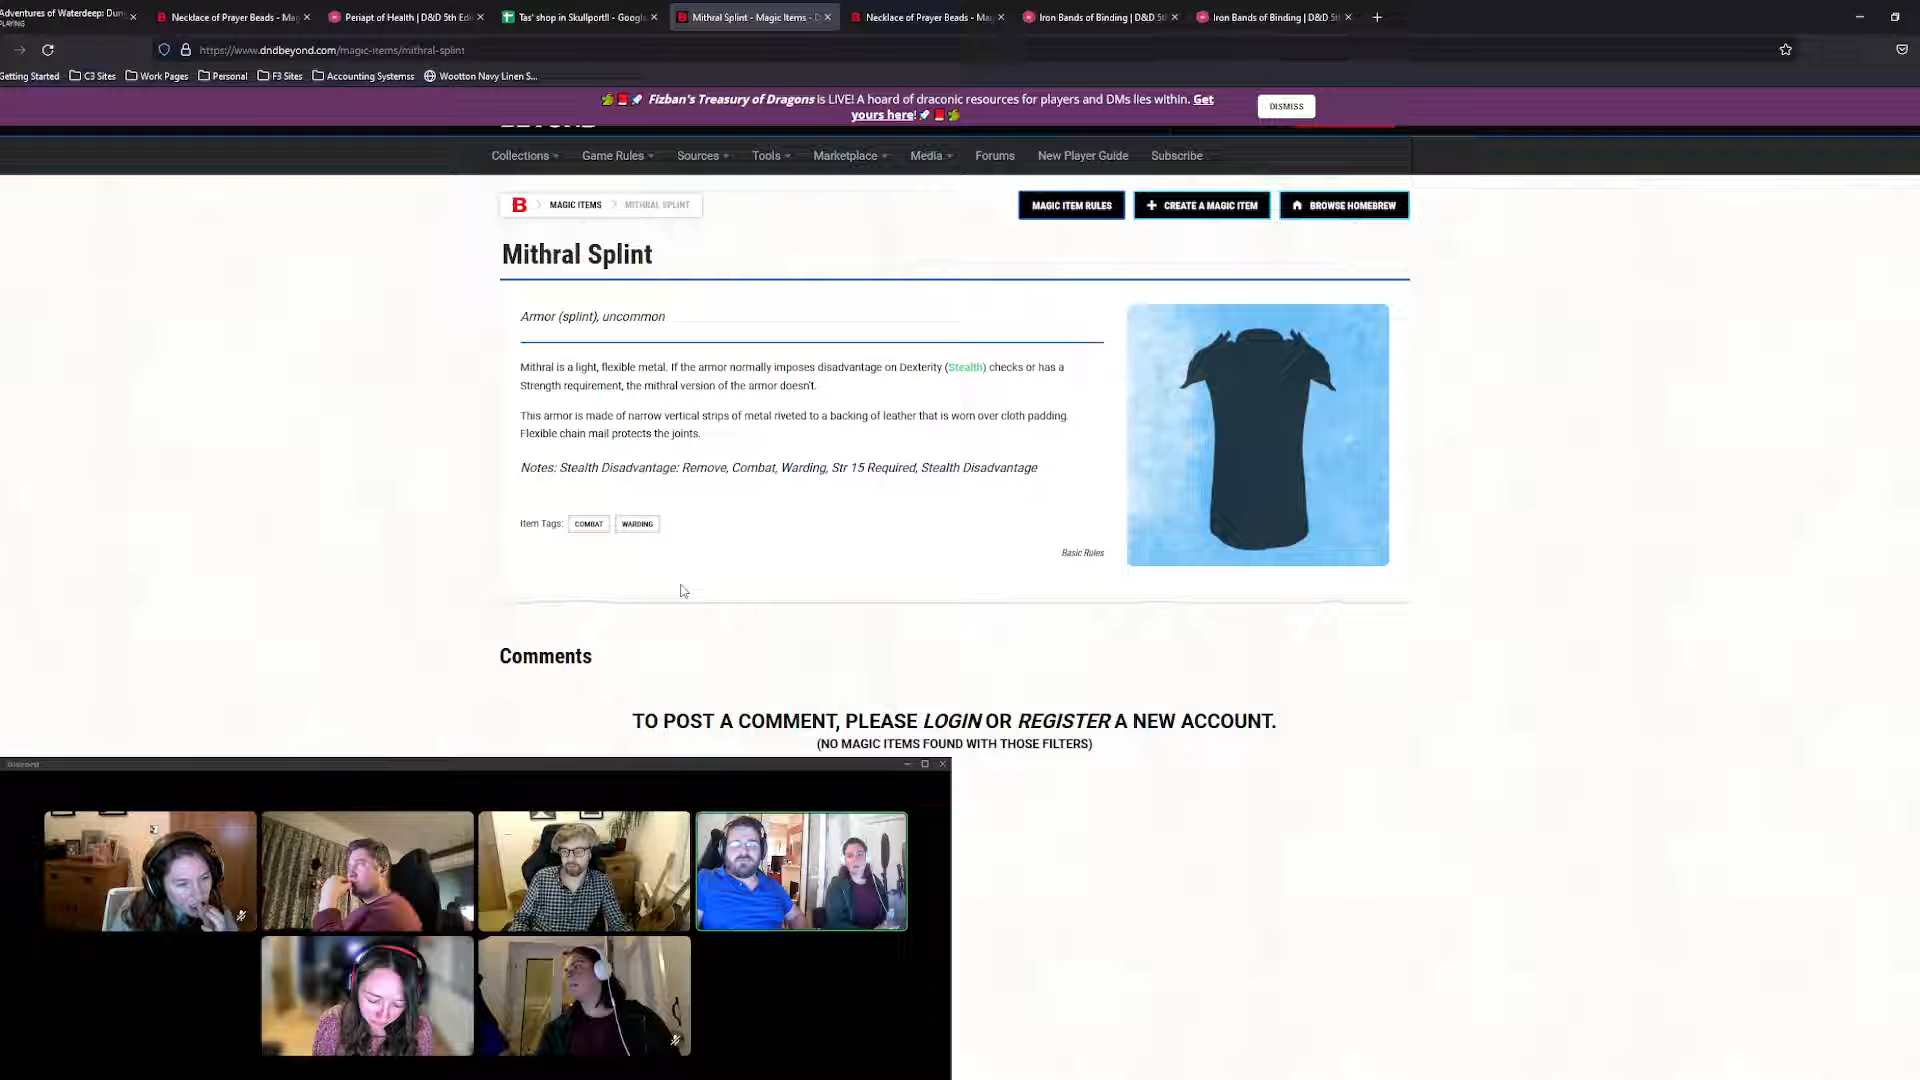 Adventures of Waterdeep: Dun
PLAYING
Necklace of Prayer Beads - Ma
Periapt of Health | D&D 5th Edi
Tas' shop in Skullport!! - Googl
Mithral Splint - Magic Items - D
Necklace of Prayer Beads - Ma
Iron Bands of Binding | D&D 5t
Iron Bands of Binding | D&D 5t
https://www.dndbeyond.com/magic-items/mithral-splint
Getting Started
C3 Sites
Work Pages
Personal
F3 Sites
Accounting Systemss
Wootton Navy Linen S...
Fizban's Treasury of Dragons is LIVE! A hoard of draconic resources for players and DMs lies within. Get
yours here!
DISMISS
BEYOND
Collections
Game Rules
Sources
Tools
Marketplace
Media
Forums
New Player Guide
Subscribe
B
MAGIC ITEMS
MITHRAL SPLINT
MAGIC ITEM RULES
CREATE A MAGIC ITEM
BROWSE HOMEBREW
Mithral Splint
Armor (splint), uncommon
Mithral is a light, flexible metal. If the armor normally imposes disadvantage on Dexterity (Stealth) checks or has a
Strength requirement, the mithral version of the armor doesn't.
This armor is made of narrow vertical strips of metal riveted to a backing of leather that is worn over cloth padding.
Flexible chain mail protects the joints.
Notes: Stealth Disadvantage: Remove, Combat, Warding, Str 15 Required, Stealth Disadvantage
Item Tags:
COMBAT
WARDING
Basic Rules
Comments
TO POST A COMMENT, PLEASE LOGIN OR REGISTER A NEW ACCOUNT.
(NO MAGIC ITEMS FOUND WITH THOSE FILTERS)
Discord